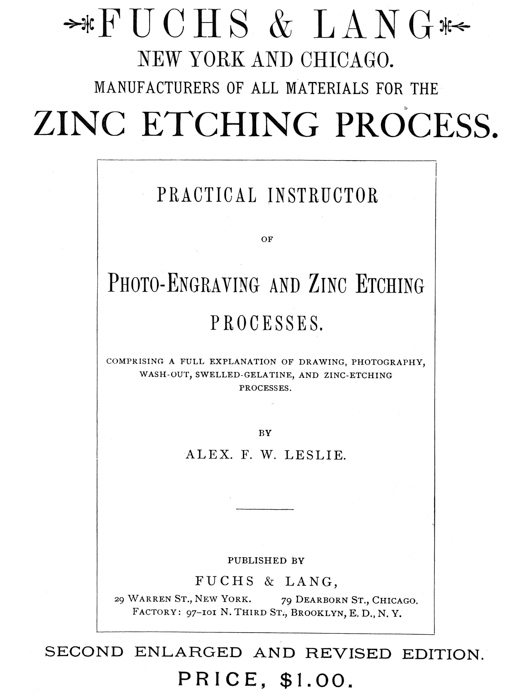 FUCHS & LANG
NEW YORK AND CHICAGO.
MANUFACTURERS OF ALL MATERIALS FOR THE
ZINC ETCHING PROCESS.
PRACTICAL INSTRUCTOR
OF
PHOTO-ENGRAVING AND ZINC ETCHING
PROCESSES.
COMPRISING A FULL EXPLANATION OF DRAWING, PHOTOGRAPHY,
WASH-OUT, SWELLED-GELATINE, AND ZINC-ETCHING
PROCESSES.
BY
ALEX. F. W. LESLIE.
PUBLISHED BY
FUCHS & LANG,
29 WARREN ST., NEW YORK. 79 DEARBORN ST., CHICAGO.
FACTORY: 97-101 N. THIRD ST., BROOKLYN, E. D., N. Y.
SECOND ENLARGED AND REVISED EDITION.
PRICE, $1.00.